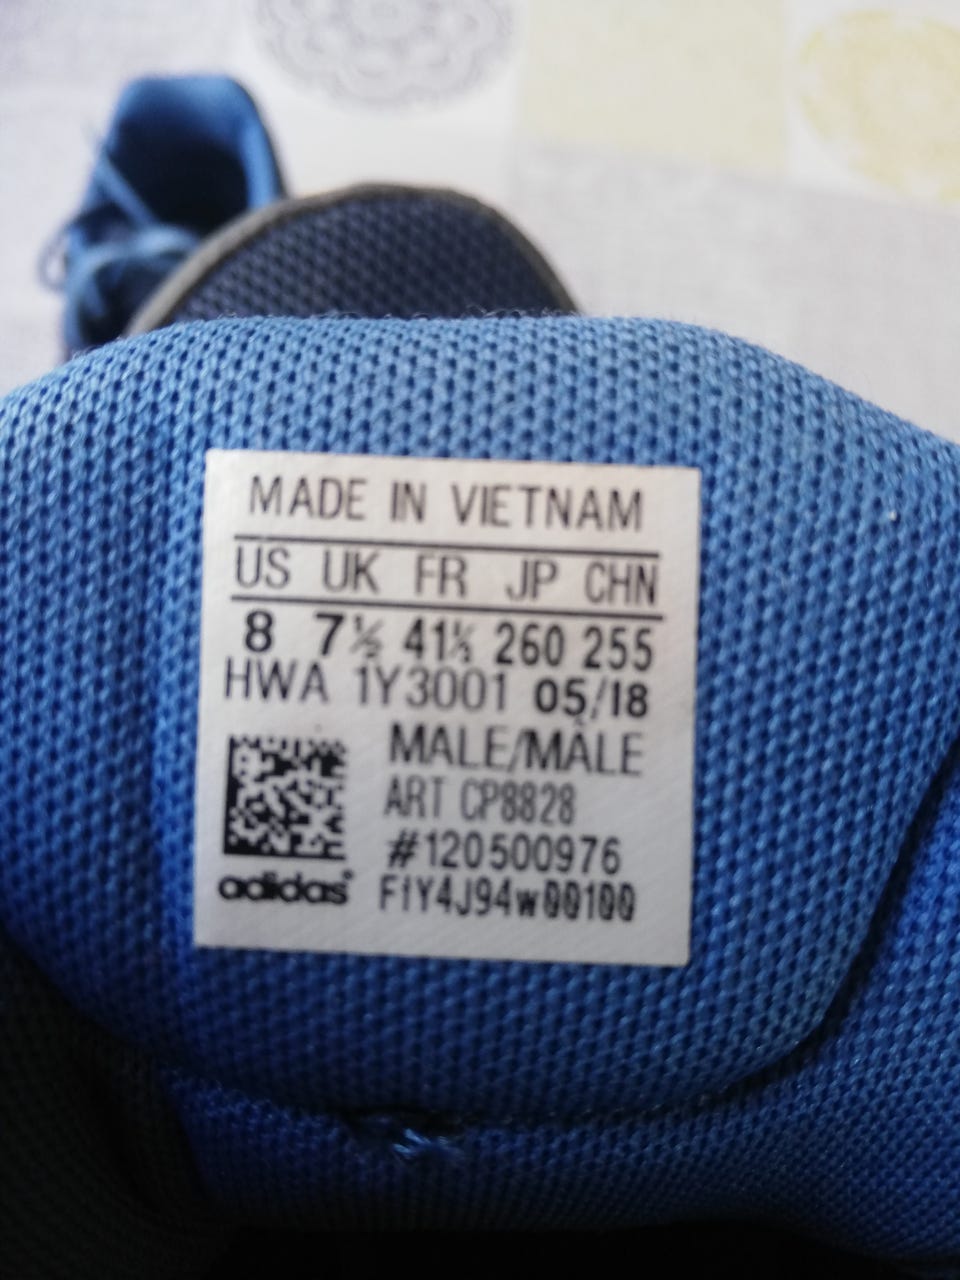 MADE IN VIETNAM
US UK FR JP CHN
8 7½ 41⅓ 260 255
HWA 1Y3001 05/18
MALE/MÂLE
ART CP8828
#120500976
F1Y4J94w00100
adidas®